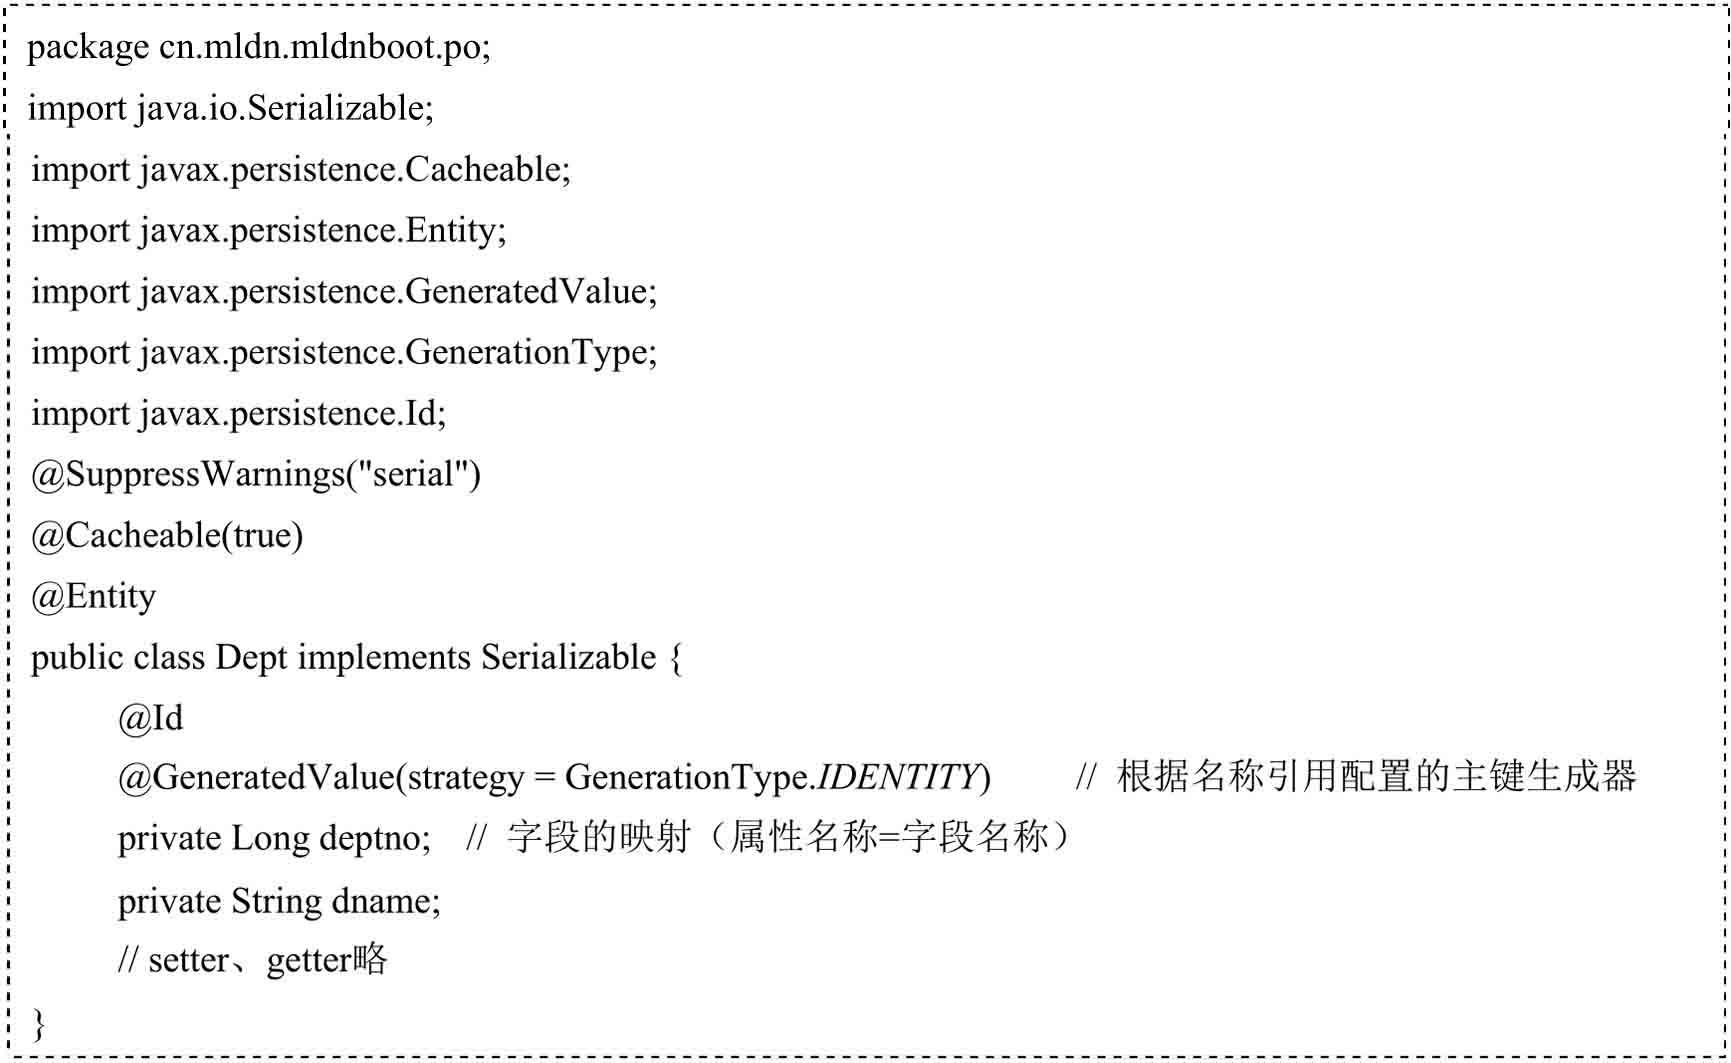 package cn.mldn.mldnboot.po;
import java.io.Serializable;
import javax.persistence.Cacheable;
import javax.persistence.Entity;
import javax.persistence.GeneratedValue;
import javax.persistence.GenerationType;
import javax.persistence.Id;
@SuppressWarnings("serial")
@Cacheable(true)
@Entity
public class Dept implements Serializable {
@Id
@GeneratedValue(strategy = GenerationType.IDENTITY) // 根据名称引用配置的主键生成器
private Long deptno; // 字段的映射（属性名称=字段名称）
private String dname;
// setter、getter略
}